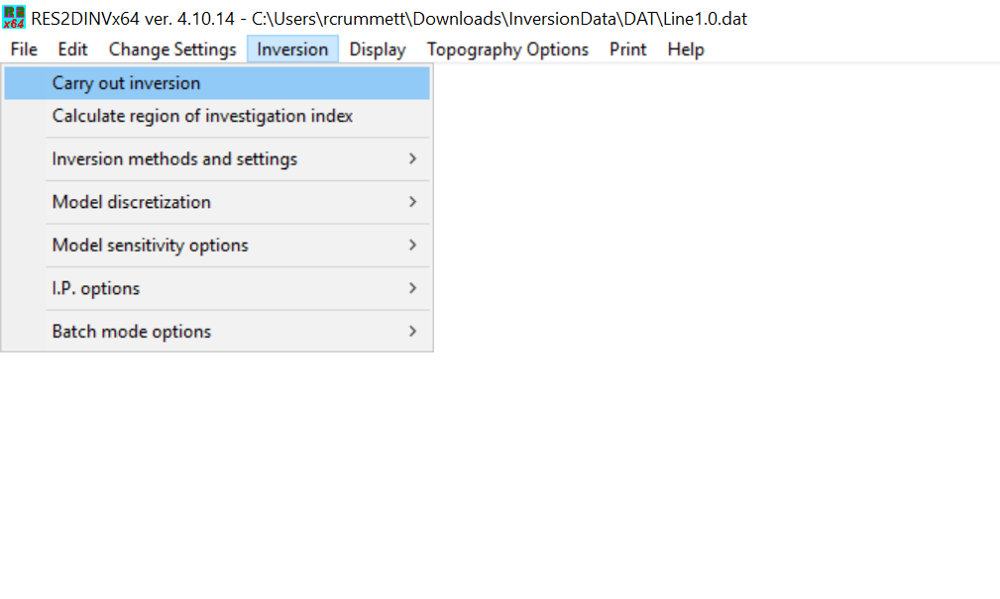 R2 x64 RES2DINVx64 ver. 4.10.14 - C:\Users\rcrummett\Downloads\InversionData\DAT\Line1.0.dat
File Edit Change Settings Inversion Display Topography Options Print Help
Carry out inversion
Calculate region of investigation index
Inversion methods and settings
Model discretization
Model sensitivity options
I.P. options
Batch mode options